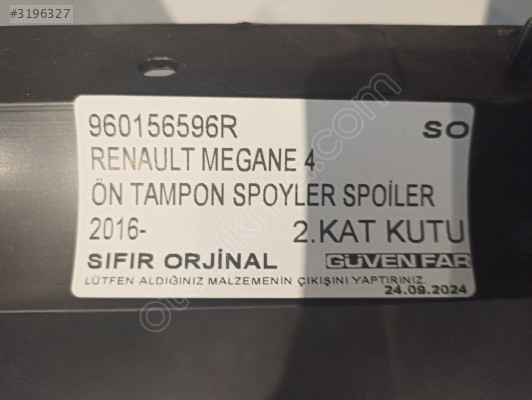 #3196327
960156596R SO
RENAULT MEGANE 4
ÖN TAMPON SPOYLER SPOİLER
2016- 2.KAT KUTU
SIFIR ORJİNAL GÜVEN FAR
LÜTFEN ALDIĞINIZ MALZEMENİN ÇIKIŞINI YAPTIRINIZ.
24.09.2024